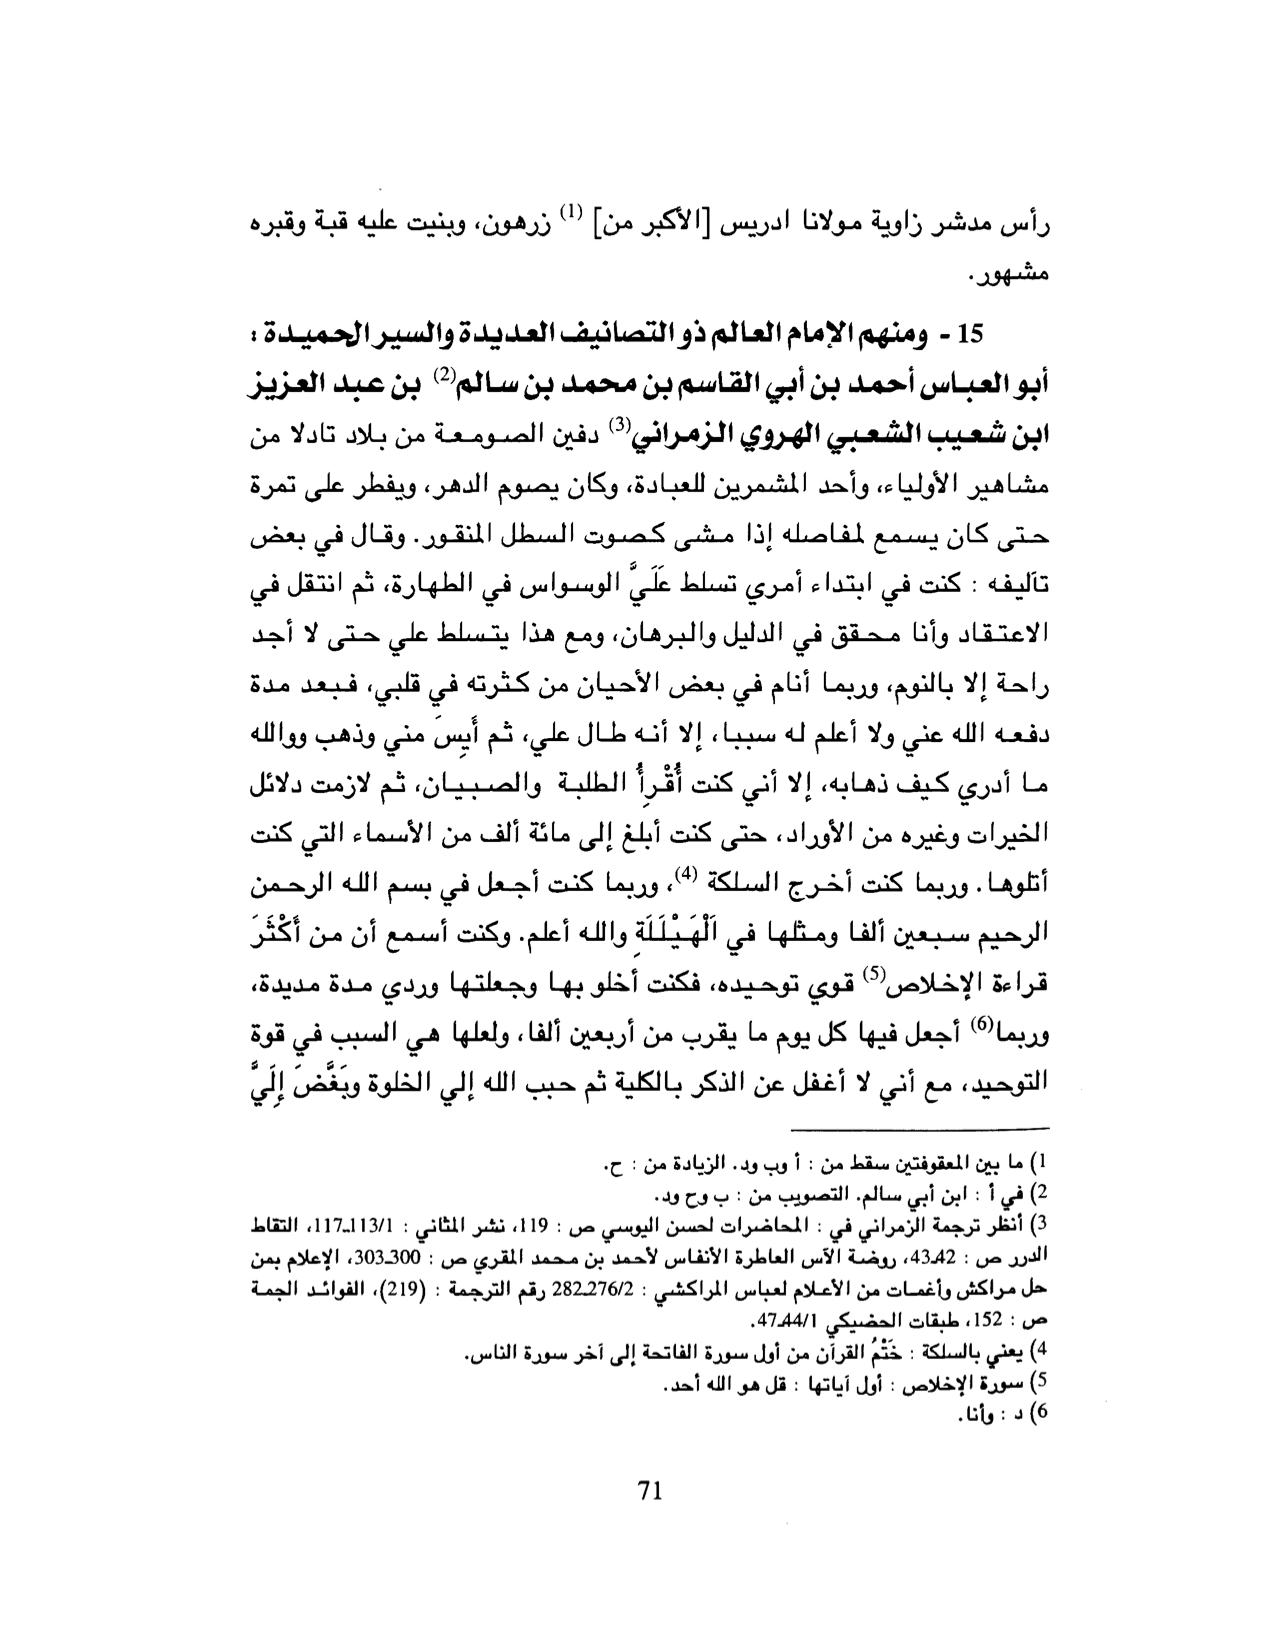 رأس مدشر زاوية مولانا ادريس [الأكبر من] (1) زرهون، وبنيت عليه قبة وقبره
مشهور.
15 - ومنهم الإمام العالم ذو التصانيف العديدة والسير الحميدة :
أبو العباس أحمد بن أبي القاسم بن محمد بن سالم(2) بن عبد العزيز
ابن شعيب الشعبي الهروي الزمراني(3) دفين الصومعة من بلاد تادلا من
مشاهير الأولياء، وأحد المشمرين للعبادة، وكان يصوم الدهر، ويفطر على تمرة
حتى كان يسمع لمفاصله إذا مشى كصوت السطل المنقور. وقال في بعض
تآليفه : كنت في ابتداء أمري تسلط عَلَيَّ الوسواس في الطهارة، ثم انتقل في
الاعتقاد وأنا محقق في الدليل والبرهان، ومع هذا يتسلط علي حتى لا أجد
راحة إلا بالنوم، وربما أنام في بعض الأحيان من كثرته في قلبي، فبعد مدة
دفعه الله عني ولا أعلم له سببا، إلا أنه طال علي، ثم أَيِسَ مني وذهب ووالله
ما أدري كيف ذهابه، إلا أني كنت أُقْرِأُ الطلبة والصبيان، ثم لازمت دلائل
الخيرات وغيره من الأوراد، حتى كنت أبلغ إلى مائة ألف من الأسماء التي كنت
أتلوها. وربما كنت أخرج السلكة (4)، وربما كنت أجعل في بسم الله الرحمن
الرحيم سبعين ألفا ومثلها في اَلْهَيْلَلَةِ والله أعلم. وكنت أسمع أن من أَكْثَرَ
قراءة الإخلاص(5) قوي توحيده، فكنت أخلو بها وجعلتها وردي مدة مديدة،
وربما(6) أجعل فيها كل يوم ما يقرب من أربعين ألفا، ولعلها هي السبب في قوة
التوحيد، مع أني لا أغفل عن الذكر بالكلية ثم حبب الله إلي الخلوة وبَغَّضَ إِلَيَّ
1) ما بين المعقوفتين سقط من : أ وب ود. الزيادة من : ح.
2) في أ : ابن أبي سالم. التصويب من : ب وح ود.
3) أنظر ترجمة الزمراني في : المحاضرات لحسن اليوسي ص : 119، نشر المثاني : 113/1ـ117، التقاط
الدرر ص : 42ـ43، روضة الآس العاطرة الأنفاس لأحمد بن محمد المقري ص : 300ـ303، الإعلام بمن
حل مراكش وأغمات من الأعلام لعباس المراكشي : 276/2ـ282 رقم الترجمة : (219)، الفوائد الجمة
ص : 152، طبقات الحضيكي 44/1ـ47.
4) يعني بالسلكة : خَتْمُ القرآن من أول سورة الفاتحة إلى آخر سورة الناس.
5) سورة الإخلاص : أول آياتها : قل هو الله أحد.
6) د : وأنا.
71